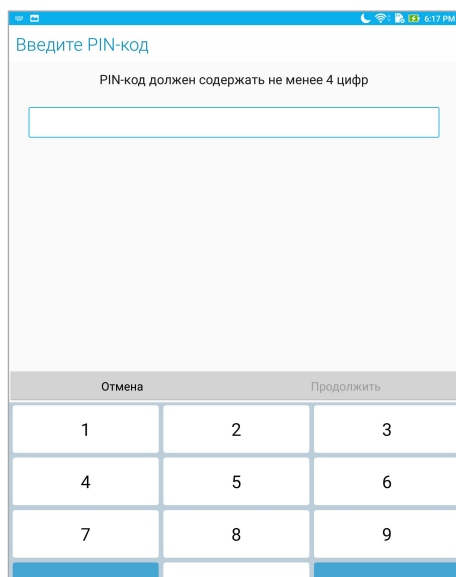 6:17 PM
Введите PIN-код
PIN-код должен содержать не менее 4 цифр
Отмена Продолжить
1 2 3
4 5 6
7 8 9